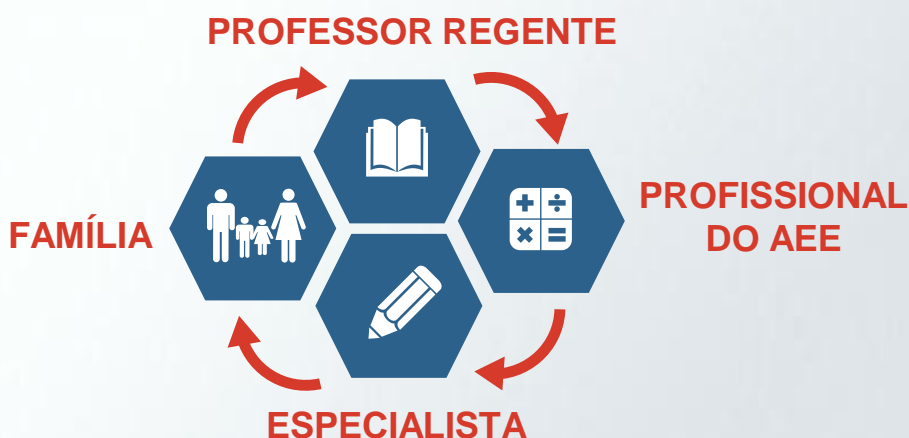 PROFESSOR REGENTE
PROFISSIONAL
DO AEE
FAMÍLIA
ESPECIALISTA